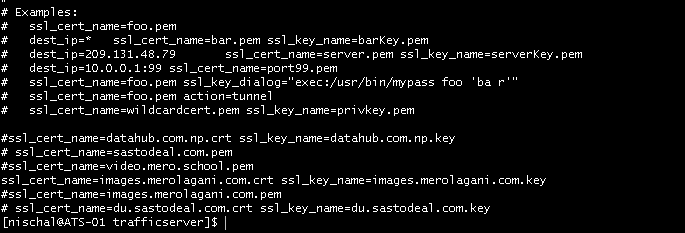 # Examples:
#   ssl_cert_name=foo.pem
#   dest_ip=*   ssl_cert_name=bar.pem ssl_key_name=barKey.pem
#   dest_ip=209.131.48.79       ssl_cert_name=server.pem ssl_key_name=serverKey.pem
#   dest_ip=10.0.0.1:99 ssl_cert_name=port99.pem
#   ssl_cert_name=foo.pem ssl_key_dialog="exec:/usr/bin/mypass foo 'ba r'"
#   ssl_cert_name=foo.pem action=tunnel
#   ssl_cert_name=wildcardcert.pem ssl_key_name=privkey.pem

#ssl_cert_name=datahub.com.np.crt ssl_key_name=datahub.com.np.key
# ssl_cert_name=sastodeal.com.pem
#ssl_cert_name=video.mero.school.pem
ssl_cert_name=images.merolagani.com.crt ssl_key_name=images.merolagani.com.key
#ssl_cert_name=images.merolagani.com.pem
# ssl_cert_name=du.sastodeal.com.crt ssl_key_name=du.sastodeal.com.key
[nischal@ATS-01 trafficserver]$